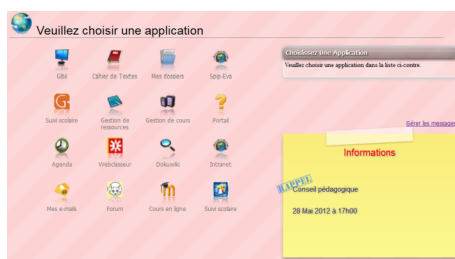 Veuillez choisir une application
Gibii
Cahier de Textes
Mes dossiers
Spip-Eva
Choisissez Une Application
Veuillez choisir une application dans la liste ci-contre.
Suivi scolaire
Gestion de ressources
Gestion de cours
Portail
Gérer les messages
Agenda
Webclasseur
Dokuwiki
Intranet
Informations
RAPPEL
Conseil pédagogique
28 Mai 2012 à 17h00
Mes e-mails
Forum
Cours en ligne
Suivi scolaire